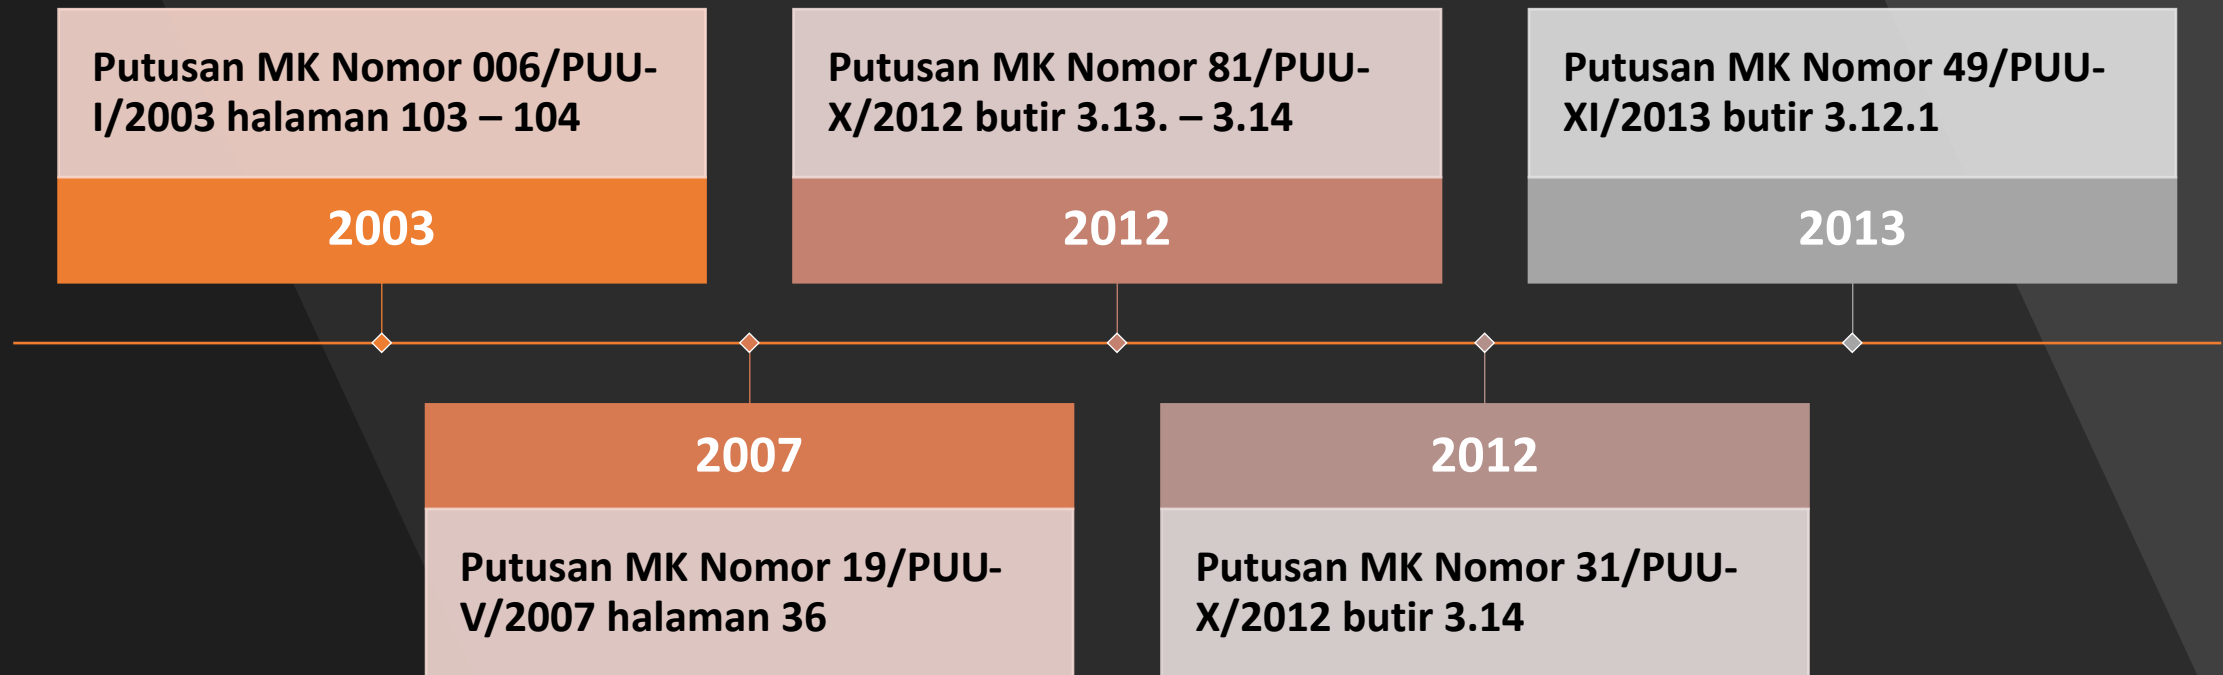 Putusan MK Nomor 006/PUU-
I/2003 halaman 103 – 104
2003
2007
Putusan MK Nomor 19/PUU-
V/2007 halaman 36
Putusan MK Nomor 81/PUU-
X/2012 butir 3.13. – 3.14
2012
2012
Putusan MK Nomor 31/PUU-
X/2012 butir 3.14
Putusan MK Nomor 49/PUU-
XI/2013 butir 3.12.1
2013